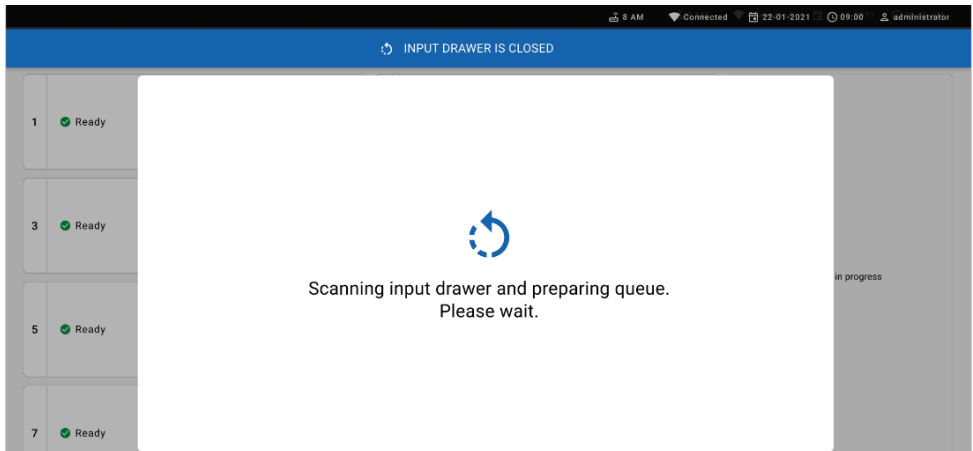 8 AM Connected 22-01-2021 09:00 administrator
INPUT DRAWER IS CLOSED
1 Ready
3 Ready
Scanning input drawer and preparing queue.
Please wait.
in progress
5 Ready
7 Ready